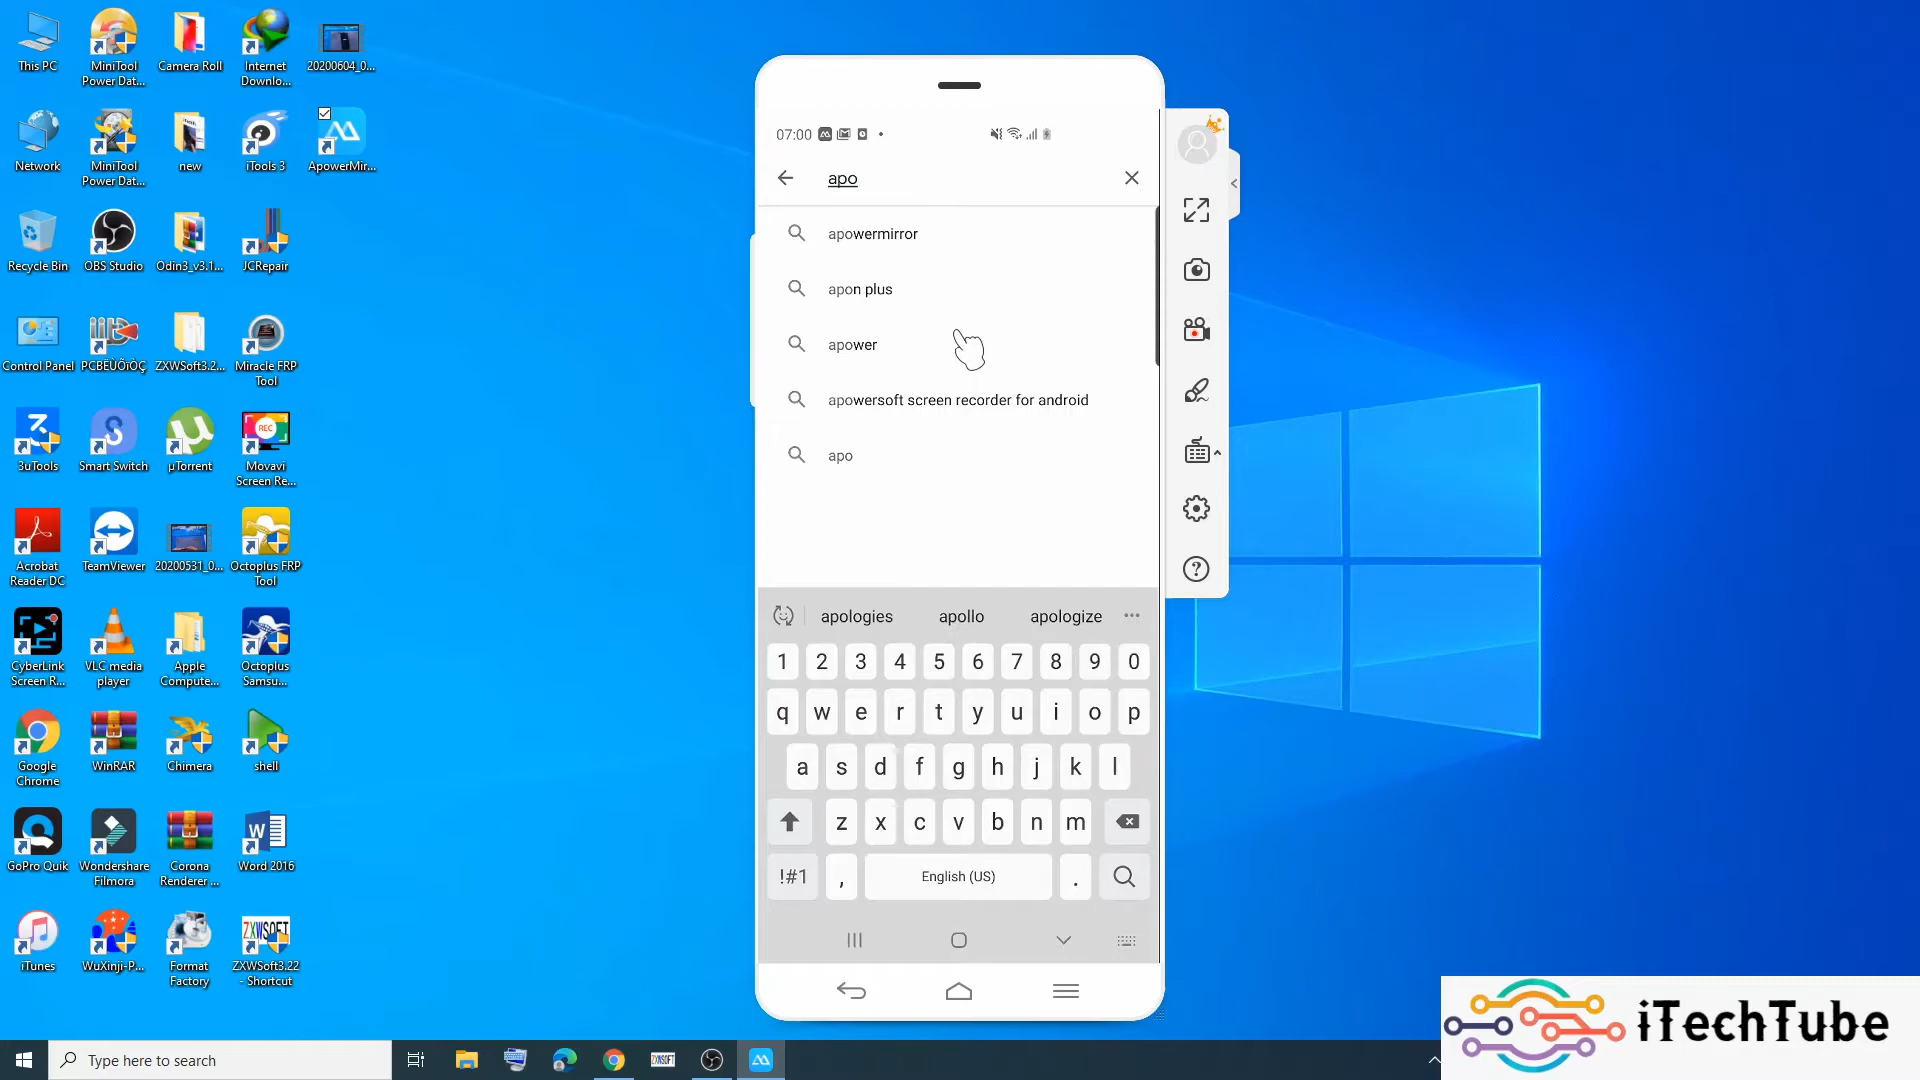 This PC
MiniTool
Power Dat...
Camera Roll
Internet
Downlo...
20200604_0...
Network
MiniTool
Power Dat...
new
iTools 3
ApowerMir...
Recycle Bin
OBS Studio
Odin3_v3.1...
JCRepair
Control Panel
PCBËÙÕïÒÇ
ZXWSoft3.2...
Miracle FRP
Tool
3uTools
Smart Switch
µTorrent
REC
Movavi
Screen Re...
Acrobat
Reader DC
TeamViewer
20200531_0...
Octoplus FRP
Tool
CyberLink
Screen R...
VLC media
player
Apple
Compute...
Octoplus
Samsu...
Google
Chrome
WinRAR
Chimera
shell
GoPro Quik
Wondershare
Filmora
Corona
Renderer ...
Word 2016
iTunes
WuXinji-P...
Format
Factory
ZXWSOFT
ZXWSoft3.22
- Shortcut
07:00
apo
apowermirror
apon plus
apower
apowersoft screen recorder for android
apo
apologies apollo apologize
1 2 3 4 5 6 7 8 9 0
q w e r t y u i o p
a s d f g h j k l
z x c v b n m
!#1 , English (US) .
Type here to search
ZXWSOFT
iTechTube